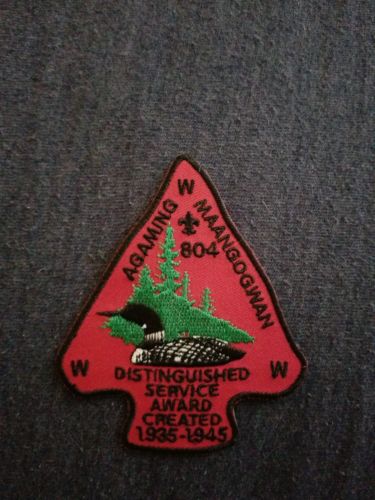 W
AGAMING MAANGOGWAN
804
W W
DISTINGUISHED
SERVICE
AWARD
CREATED
1935-1945